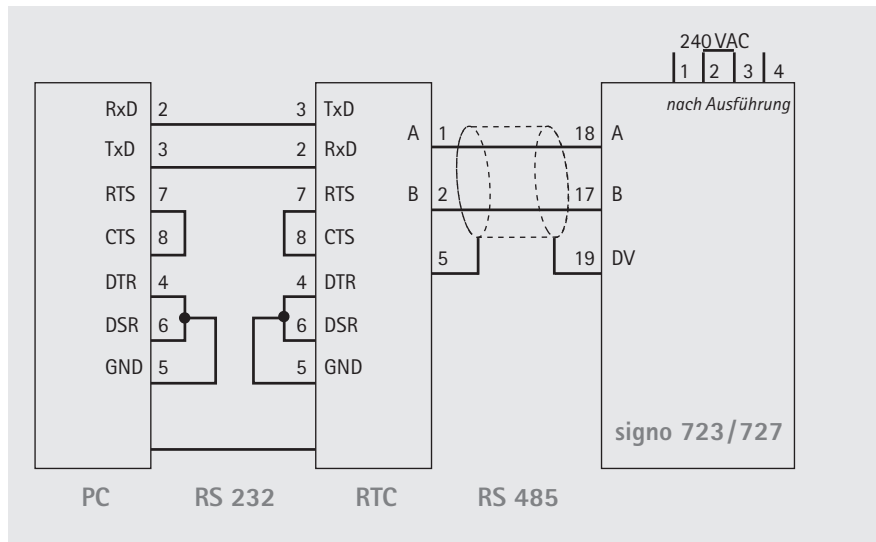 240 VAC
1 2 3 4
nach Ausführung
RxD 2 3 TxD
A 1 18 A
TxD 3 2 RxD
RTS 7 7 RTS
B 2 17 B
CTS 8 8 CTS
5 19 DV
DTR 4 4 DTR
DSR 6 6 DSR
GND 5 5 GND
signo 723/727
PC RS 232 RTC RS 485